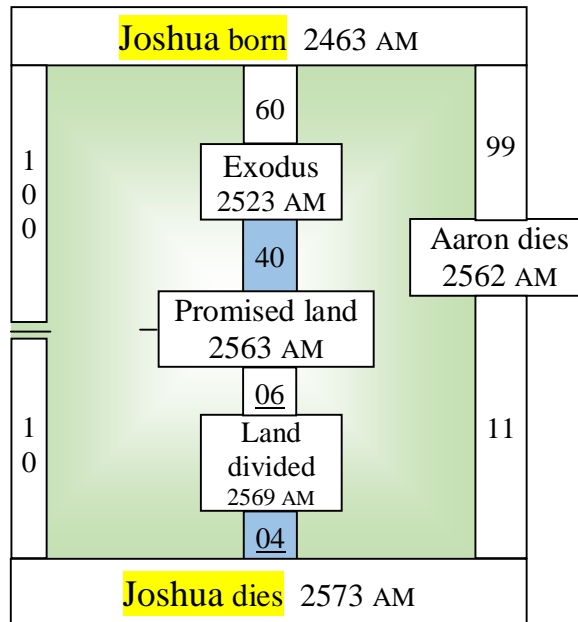 Joshua born 2463 AM
60
1
0
0
99
Exodus
2523 AM
Aaron dies
2562 AM
40
Promised land
2563 AM
06
1
0
11
Land
divided
2569 AM
04
Joshua dies 2573 AM